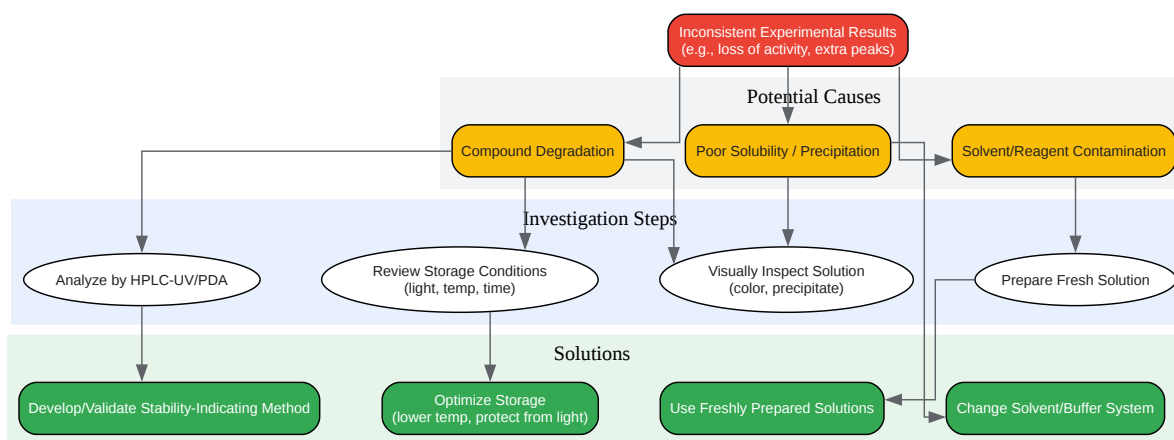 Inconsistent Experimental Results
(e.g., loss of activity, extra peaks)
Potential Causes
Compound Degradation
Poor Solubility / Precipitation
Solvent/Reagent Contamination
Investigation Steps
Analyze by HPLC-UV/PDA
Review Storage Conditions
(light, temp, time)
Visually Inspect Solution
(color, precipitate)
Prepare Fresh Solution
Solutions
Develop/Validate Stability-Indicating Method
Optimize Storage
(lower temp, protect from light)
Use Freshly Prepared Solutions
Change Solvent/Buffer System